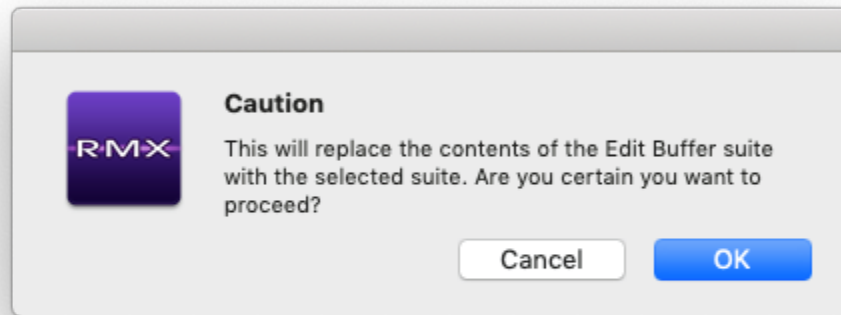 Caution
RMX
This will replace the contents of the Edit Buffer suite
with the selected suite. Are you certain you want to
proceed?
Cancel
OK